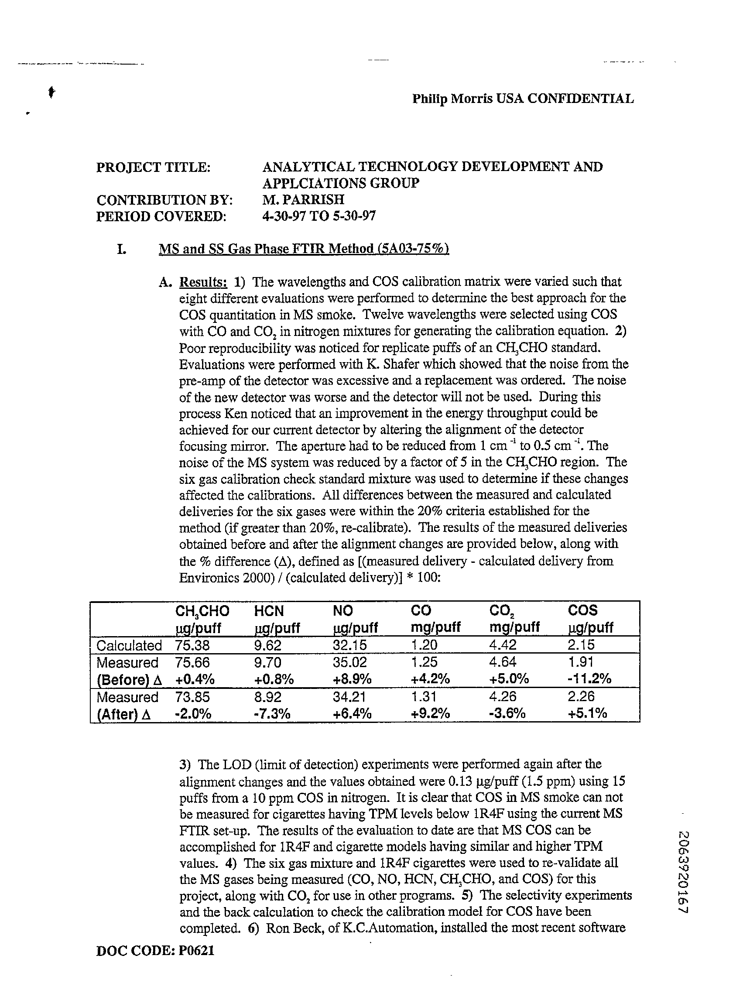 Philip Morris USA CONFIDENTIAL
PROJECT TITLE: ANALYTICAL TECHNOLOGY DEVELOPMENT AND
APPLCIATIONS GROUP
CONTRIBUTION BY: M. PARRISH
PERIOD COVERED: 4-30-97 TO 5-30-97
I. MS and SS Gas Phase FTIR Method (5A03-75%)
A. Results: 1) The wavelengths and COS calibration matrix were varied such that
eight different evaluations were performed to determine the best approach for the
COS quantitation in MS smoke. Twelve wavelengths were selected using COS
with CO and CO₂ in nitrogen mixtures for generating the calibration equation. 2)
Poor reproducibility was noticed for replicate puffs of an CH₃CHO standard.
Evaluations were performed with K. Shafer which showed that the noise from the
pre-amp of the detector was excessive and a replacement was ordered. The noise
of the new detector was worse and the detector will not be used. During this
process Ken noticed that an improvement in the energy throughput could be
achieved for our current detector by altering the alignment of the detector
focusing mirror. The aperture had to be reduced from 1 cm⁻¹ to 0.5 cm⁻¹. The
noise of the MS system was reduced by a factor of 5 in the CH₃CHO region. The
six gas calibration check standard mixture was used to determine if these changes
affected the calibrations. All differences between the measured and calculated
deliveries for the six gases were within the 20% criteria established for the
method (if greater than 20%, re-calibrate). The results of the measured deliveries
obtained before and after the alignment changes are provided below, along with
the % difference (Δ), defined as [(measured delivery - calculated delivery from
Environics 2000) / (calculated delivery)] * 100:
CH₃CHO HCN NO CO CO₂ COS
µg/puff µg/puff µg/puff mg/puff mg/puff µg/puff
Calculated 75.38 9.62 32.15 1.20 4.42 2.15
Measured 75.66 9.70 35.02 1.25 4.64 1.91
(Before) Δ +0.4% +0.8% +8.9% +4.2% +5.0% -11.2%
Measured 73.85 8.92 34.21 1.31 4.26 2.26
(After) Δ -2.0% -7.3% +6.4% +9.2% -3.6% +5.1%
3) The LOD (limit of detection) experiments were performed again after the
alignment changes and the values obtained were 0.13 µg/puff (1.5 ppm) using 15
puffs from a 10 ppm COS in nitrogen. It is clear that COS in MS smoke can not
be measured for cigarettes having TPM levels below 1R4F using the current MS
FTIR set-up. The results of the evaluation to date are that MS COS can be
accomplished for 1R4F and cigarette models having similar and higher TPM
values. 4) The six gas mixture and 1R4F cigarettes were used to re-validate all
the MS gases being measured (CO, NO, HCN, CH₃CHO, and COS) for this
project, along with CO₂ for use in other programs. 5) The selectivity experiments
and the back calculation to check the calibration model for COS have been
completed. 6) Ron Beck, of K.C.Automation, installed the most recent software
DOC CODE: P0621
2063920167